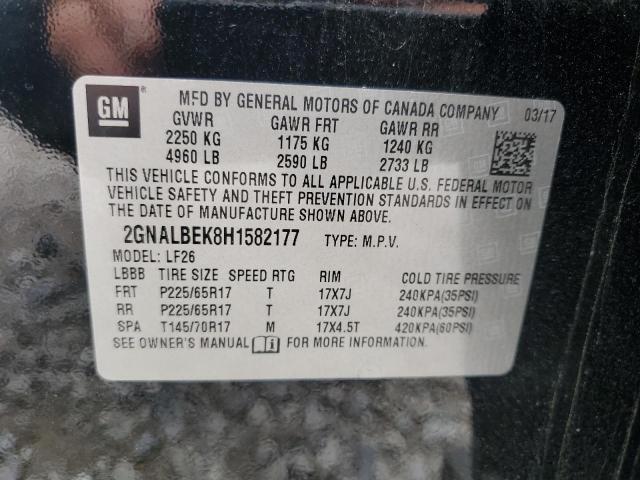 GM ® MFD BY GENERAL MOTORS OF CANADA COMPANY 03/17
GVWR GAWR FRT GAWR RR
2250 KG 1175 KG 1240 KG
4960 LB 2590 LB 2733 LB
THIS VEHICLE CONFORMS TO ALL APPLICABLE U.S. FEDERAL MOTOR
VEHICLE SAFETY AND THEFT PREVENTION STANDARDS IN EFFECT ON
THE DATE OF MANUFACTURE SHOWN ABOVE.
2GNALBEK8H1582177 TYPE: M.P.V.
MODEL: LF26
LBBB TIRE SIZE SPEED RTG RIM COLD TIRE PRESSURE
FRT P225/65R17 T 17X7J 240KPA(35PSI)
RR P225/65R17 T 17X7J 240KPA(35PSI)
SPA T145/70R17 M 17X4.5T 420KPA(60PSI)
SEE OWNER'S MANUAL FOR MORE INFORMATION.